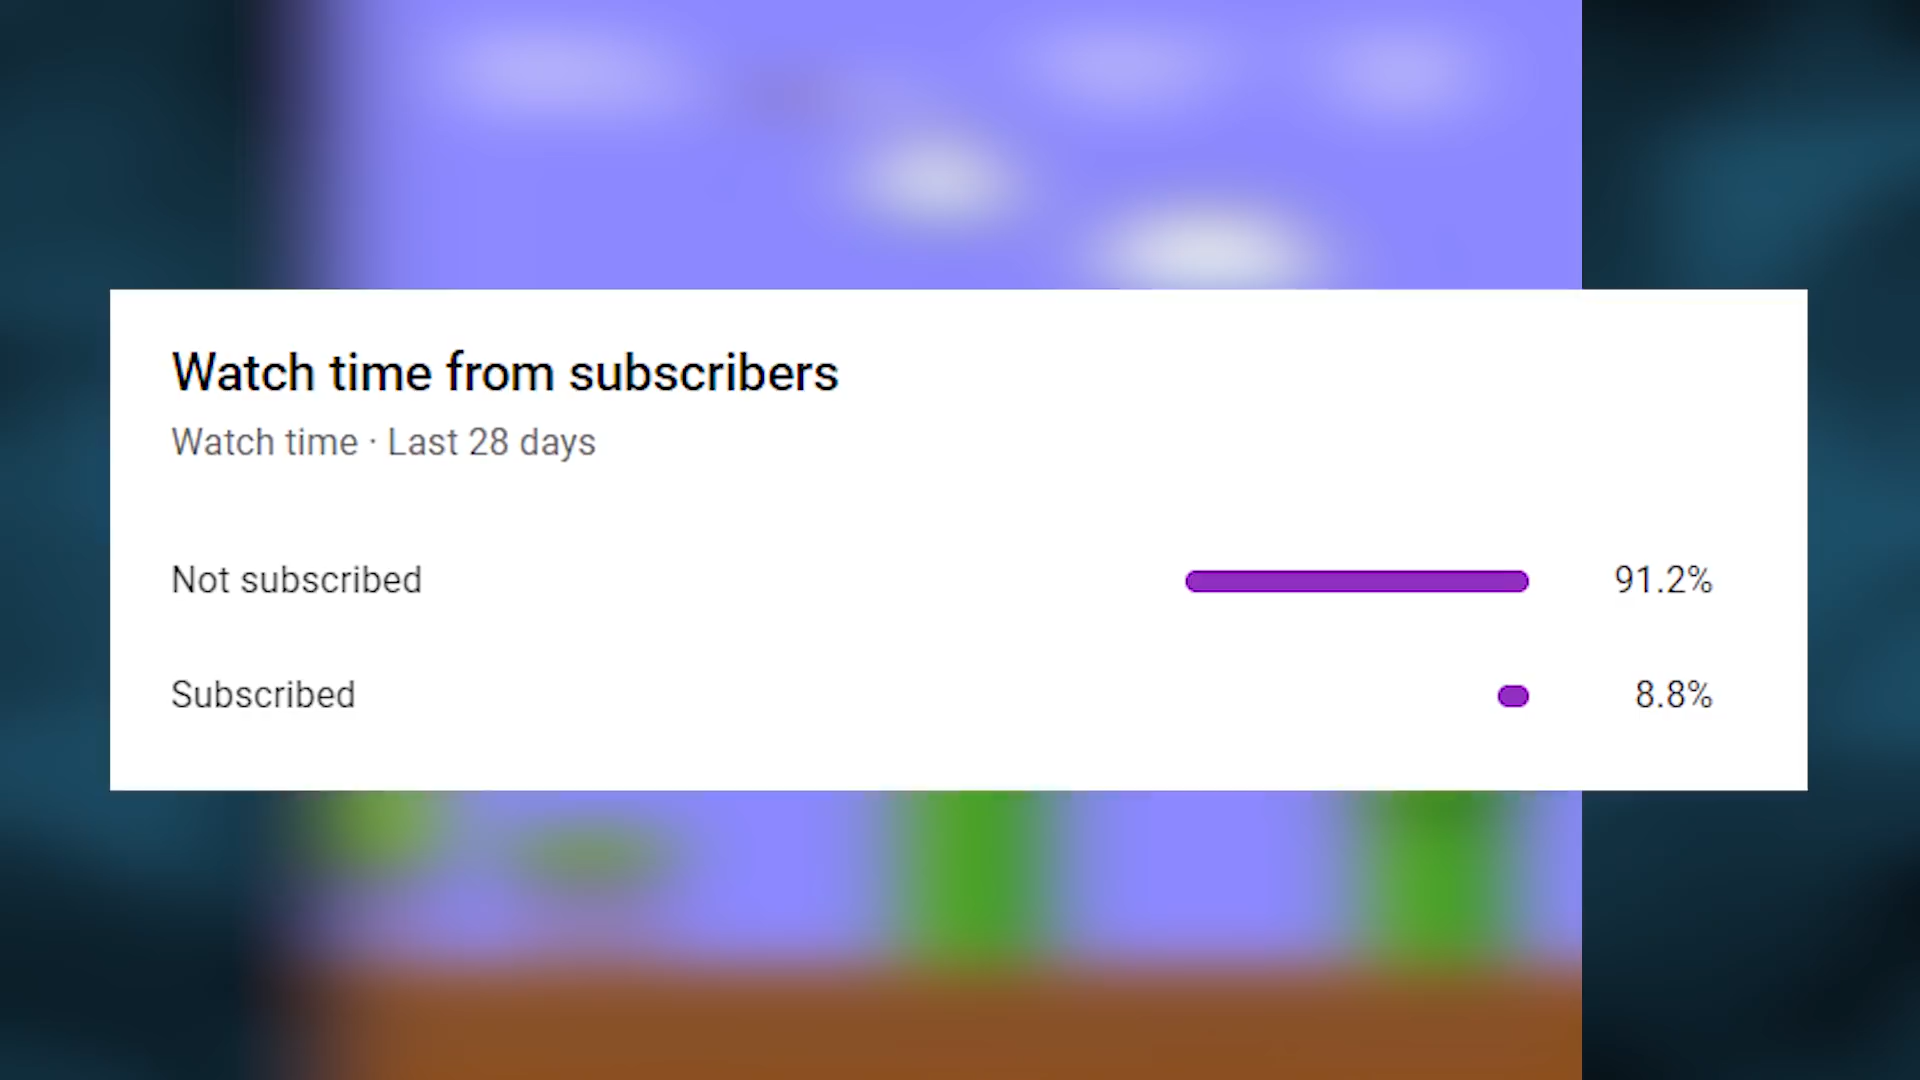 Watch time from subscribers
Watch time · Last 28 days
Not subscribed 91.2%
Subscribed 8.8%